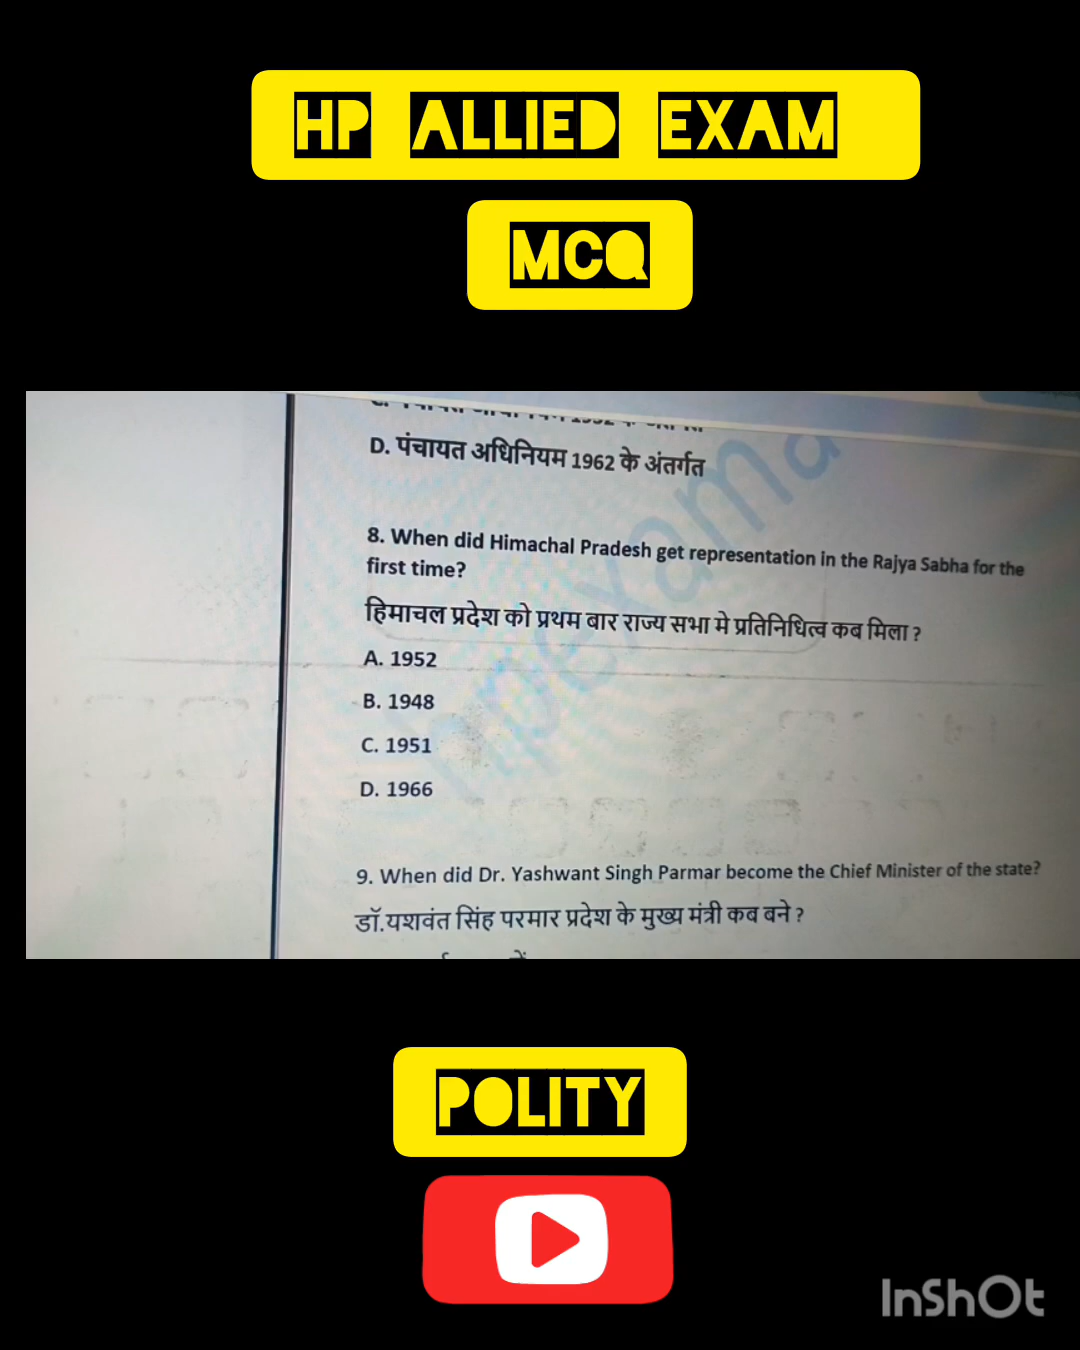 HP ALLIED EXAM
MCQ
D. पंचायत अधिनियम 1962 के अंतर्गत
8. When did Himachal Pradesh get representation in the Rajya Sabha for the
first time?
हिमाचल प्रदेश को प्रथम बार राज्य सभा मे प्रतिनिधित्व कब मिला ?
A. 1952
B. 1948
C. 1951
D. 1966
9. When did Dr. Yashwant Singh Parmar become the Chief Minister of the state?
डॉ.यशवंत सिंह परमार प्रदेश के मुख्य मंत्री कब बने ?
POLITY
InShOt